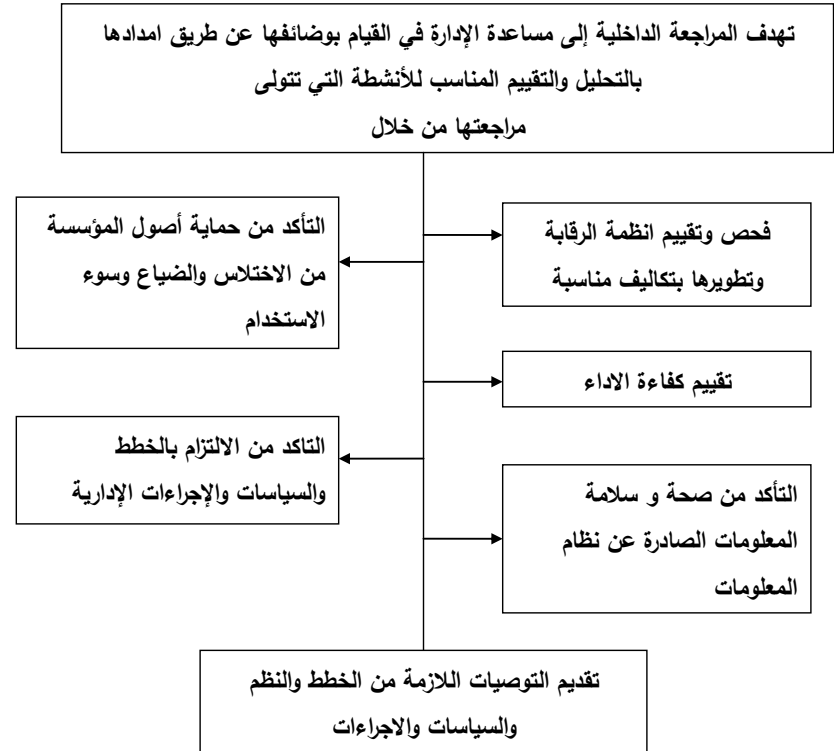 تهدف المراجعة الداخلية إلى مساعدة الإدارة في القيام بوضائفها عن طريق امدادها
بالتحليل والتقييم المناسب للأنشطة التي تتولى
مراجعتها من خلال
فحص وتقييم انظمة الرقابة
وتطويرها بتكاليف مناسبة
التأكد من حماية أصول المؤسسة
من الاختلاس والضياع وسوء
الاستخدام
تقييم كفاءة الاداء
التاكد من الالتزام بالخطط
والسياسات والإجراءات الإدارية
التأكد من صحة و سلامة
المعلومات الصادرة عن نظام
المعلومات
تقديم التوصيات اللازمة من الخطط والنظم
والسياسات والاجراءات